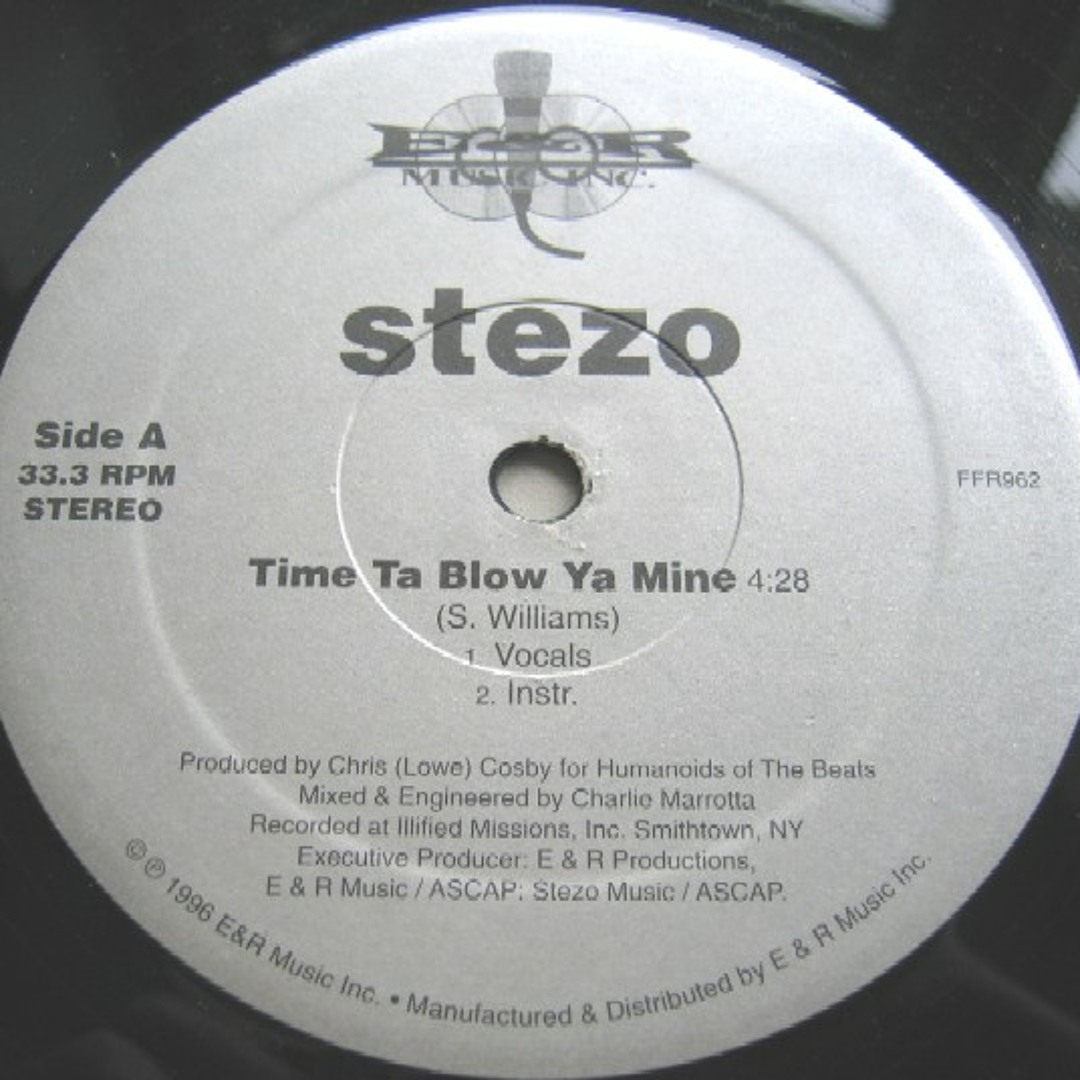 E&R
MUSIC INC.
stezo
Side A
33.3 RPM
STEREO
FFR962
Time Ta Blow Ya Mine 4:28
(S. Williams)
1. Vocals
2. Instr.
Produced by Chris (Lowe) Cosby for Humanoids of The Beats
Mixed & Engineered by Charlie Marrotta
Recorded at Illified Missions, Inc. Smithtown, NY
Executive Producer: E & R Productions,
E & R Music / ASCAP: Stezo Music / ASCAP.
© ℗ 1996 E&R Music Inc. • Manufactured & Distributed by E & R Music Inc.